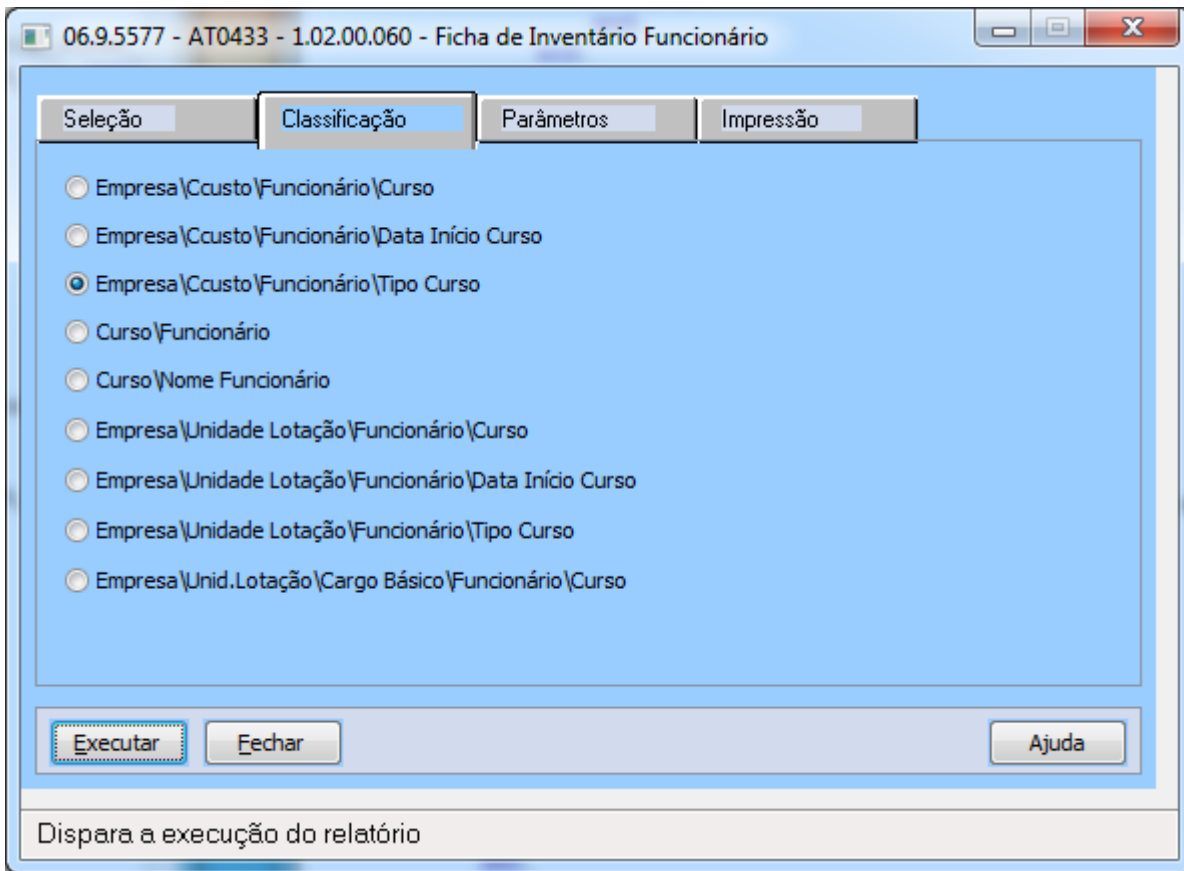 06.9.5577 - AT0433 - 1.02.00.060 - Ficha de Inventário Funcionário
Seleção Classificação Parâmetros Impressão
Empresa\Ccusto\Funcionário\Curso
Empresa\Ccusto\Funcionário\Data Início Curso
Empresa\Ccusto\Funcionário\Tipo Curso
Curso\Funcionário
Curso\Nome Funcionário
Empresa\Unidade Lotação\Funcionário\Curso
Empresa\Unidade Lotação\Funcionário\Data Início Curso
Empresa\Unidade Lotação\Funcionário\Tipo Curso
Empresa\Unid.Lotação\Cargo Básico\Funcionário\Curso
Executar Fechar Ajuda
Dispara a execução do relatório